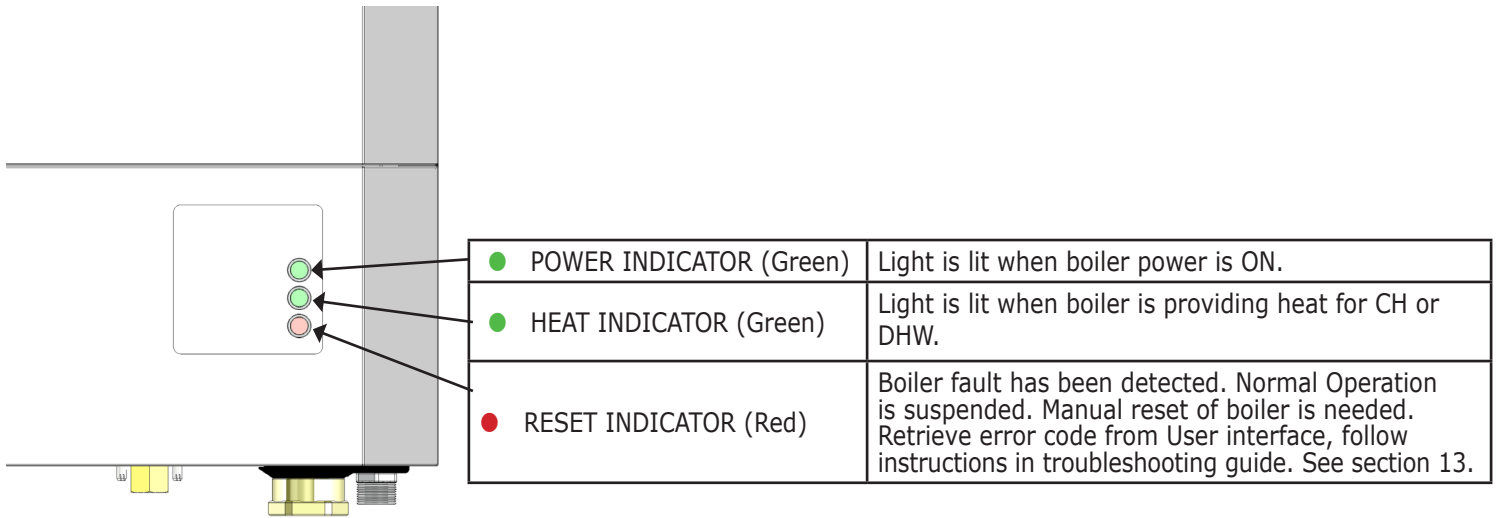 POWER INDICATOR (Green)
Light is lit when boiler power is ON.
HEAT INDICATOR (Green)
Light is lit when boiler is providing heat for CH or
DHW.
RESET INDICATOR (Red)
Boiler fault has been detected. Normal Operation
is suspended. Manual reset of boiler is needed.
Retrieve error code from User interface, follow
instructions in troubleshooting guide. See section 13.